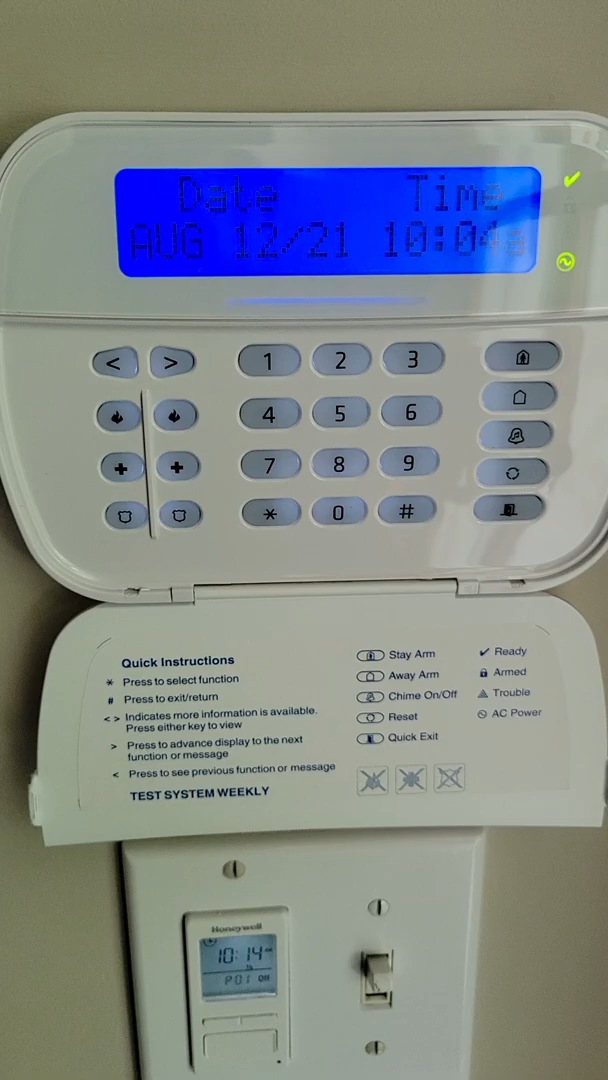 Date Time
AUG 12/21 10:04a
< > 1 2 3
4 5 6
7 8 9
* 0 #
Quick Instructions
* Press to select function
# Press to exit/return
< > Indicates more information is available.
Press either key to view
> Press to advance display to the next
function or message
< Press to see previous function or message
TEST SYSTEM WEEKLY
Stay Arm
Away Arm
Chime On/Off
Reset
Quick Exit
✓ Ready
Armed
Trouble
AC Power
Honeywell
10:14
P01 ON